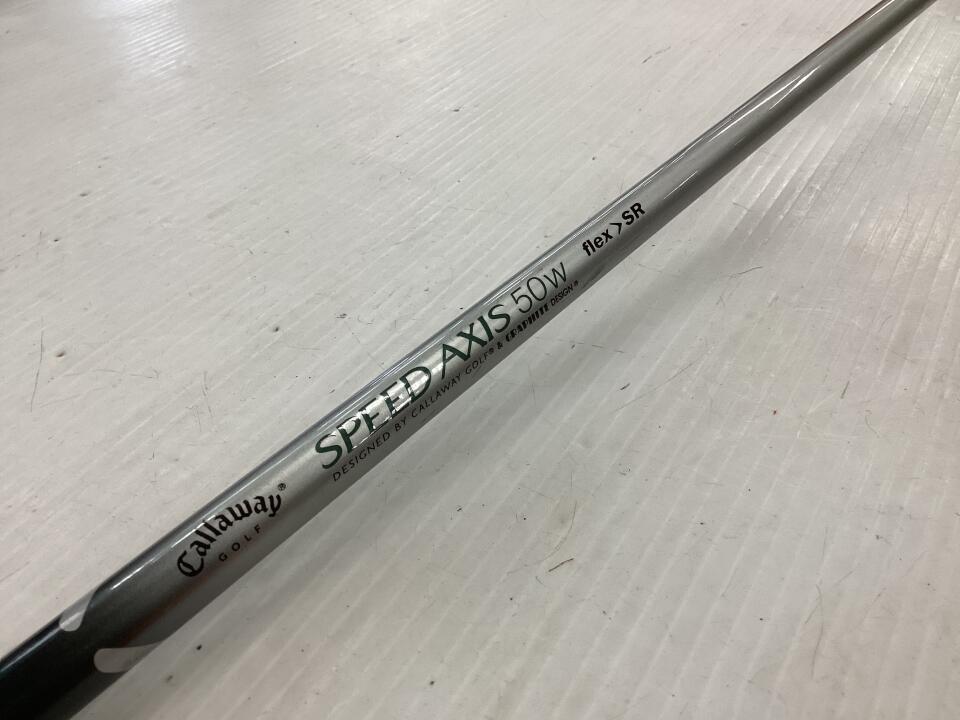 Callaway®
GOLF
SPEED AXIS 50W
DESIGNED BY CALLAWAY GOLF® & GRAPHITE DESIGN®
flex>SR